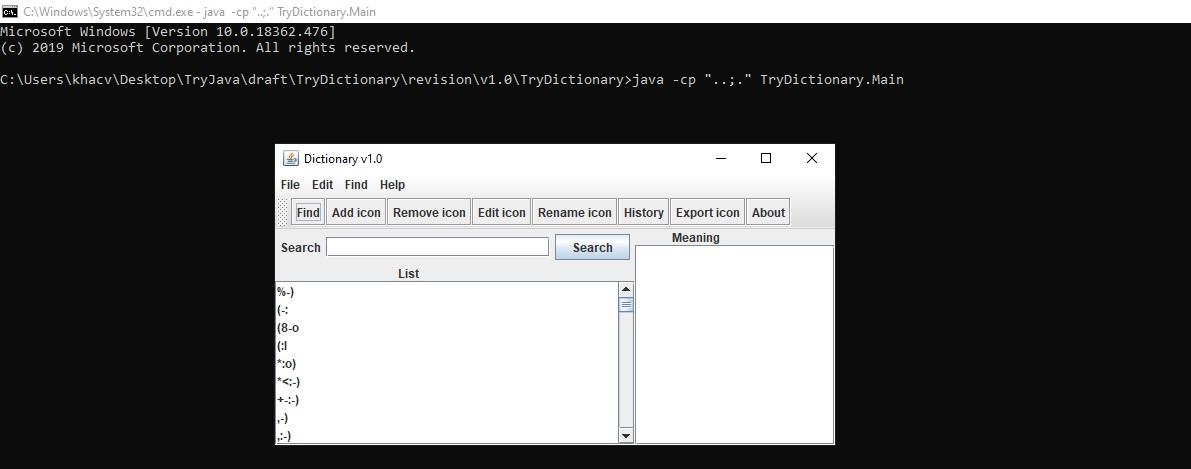 C:\Windows\System32\cmd.exe - java -cp "..;." TryDictionary.Main
Microsoft Windows [Version 10.0.18362.476]
(c) 2019 Microsoft Corporation. All rights reserved.
C:\Users\khacv\Desktop\TryJava\draft\TryDictionary\revision\v1.0\TryDictionary>java -cp "..;." TryDictionary.Main
Dictionary v1.0
File Edit Find Help
Find Add icon Remove icon Edit icon Rename icon History Export icon About
Search Search
Meaning
List
%-)
(-:
(8-o
(:I
*:o)
*<:-)
+-:-)
,-)
,:-)